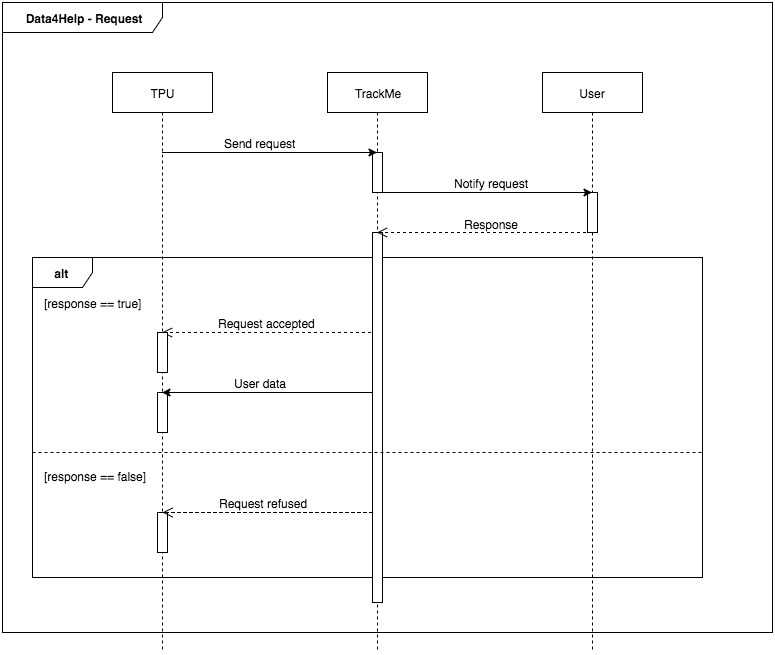 Data4Help - Request
TPU
TrackMe
User
Send request
Notify request
Response
alt
[response == true]
Request accepted
User data
[response == false]
Request refused